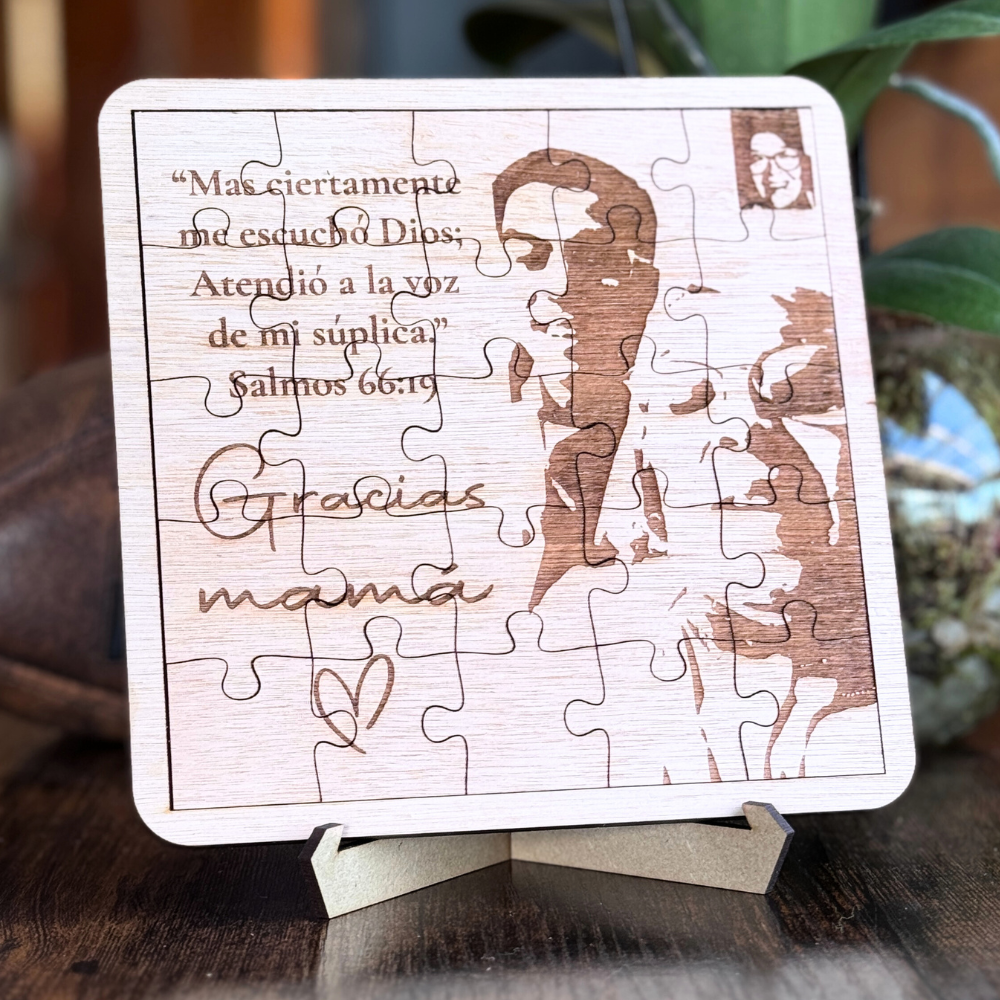 “Mas ciertamente
me escuchó Dios;
Atendió a la voz
de mi súplica.”
Salmos 66:19
Gracias
mamá